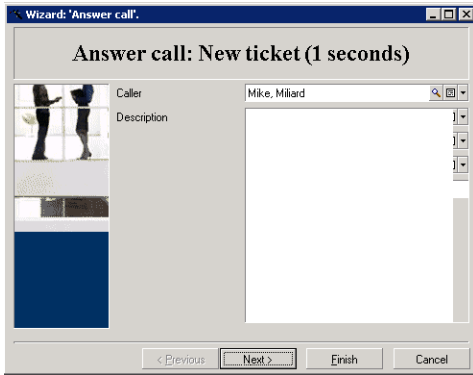 Wizard: 'Answer call'.
Answer call: New ticket (1 seconds)
Caller
Mike, Miliard
Description
< Previous
Next >
Finish
Cancel